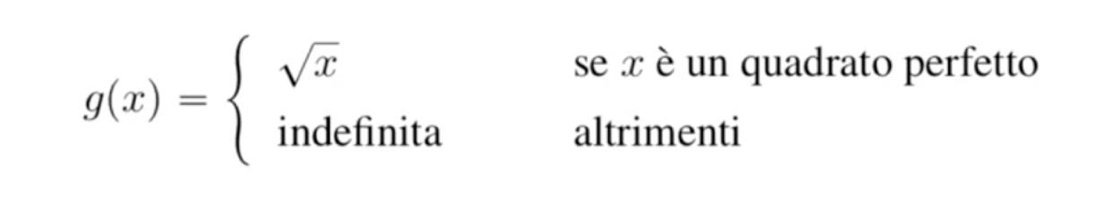 g(x) = { √x se x è un quadrato perfetto
indefinita altrimenti